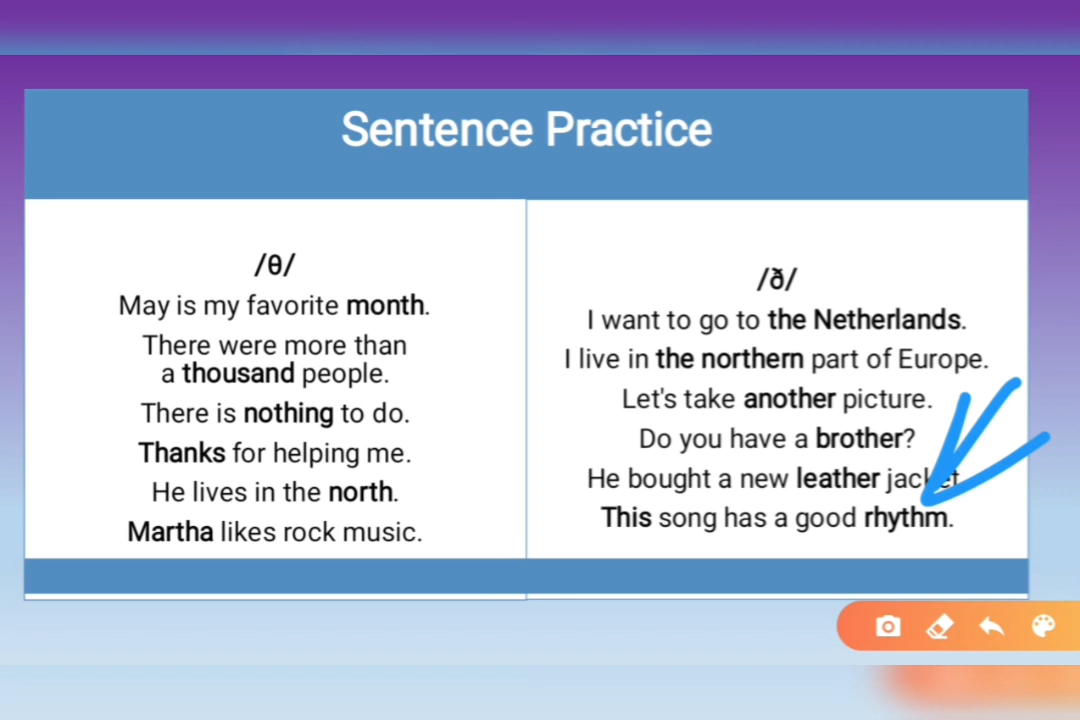 Sentence Practice
/θ/
May is my favorite month.
There were more than
a thousand people.
There is nothing to do.
Thanks for helping me.
He lives in the north.
Martha likes rock music.
/ð/
I want to go to the Netherlands.
I live in the northern part of Europe.
Let's take another picture.
Do you have a brother?
He bought a new leather jacket
This song has a good rhythm.